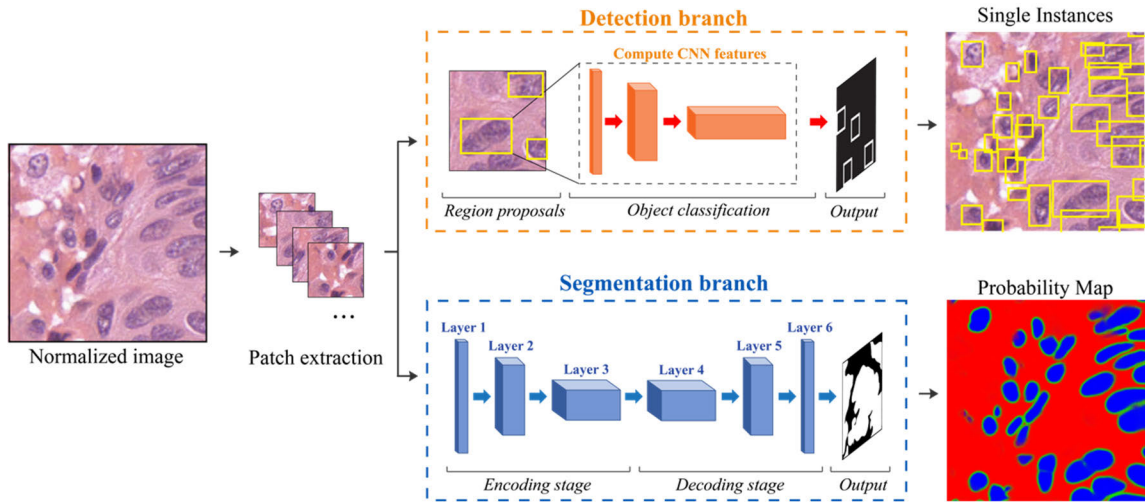 Normalized image
Patch extraction
...
Detection branch
Compute CNN features
Region proposals
Object classification
Output
Single Instances
Segmentation branch
Layer 1
Layer 2
Layer 3
Layer 4
Layer 5
Layer 6
Encoding stage
Decoding stage
Output
Probability Map